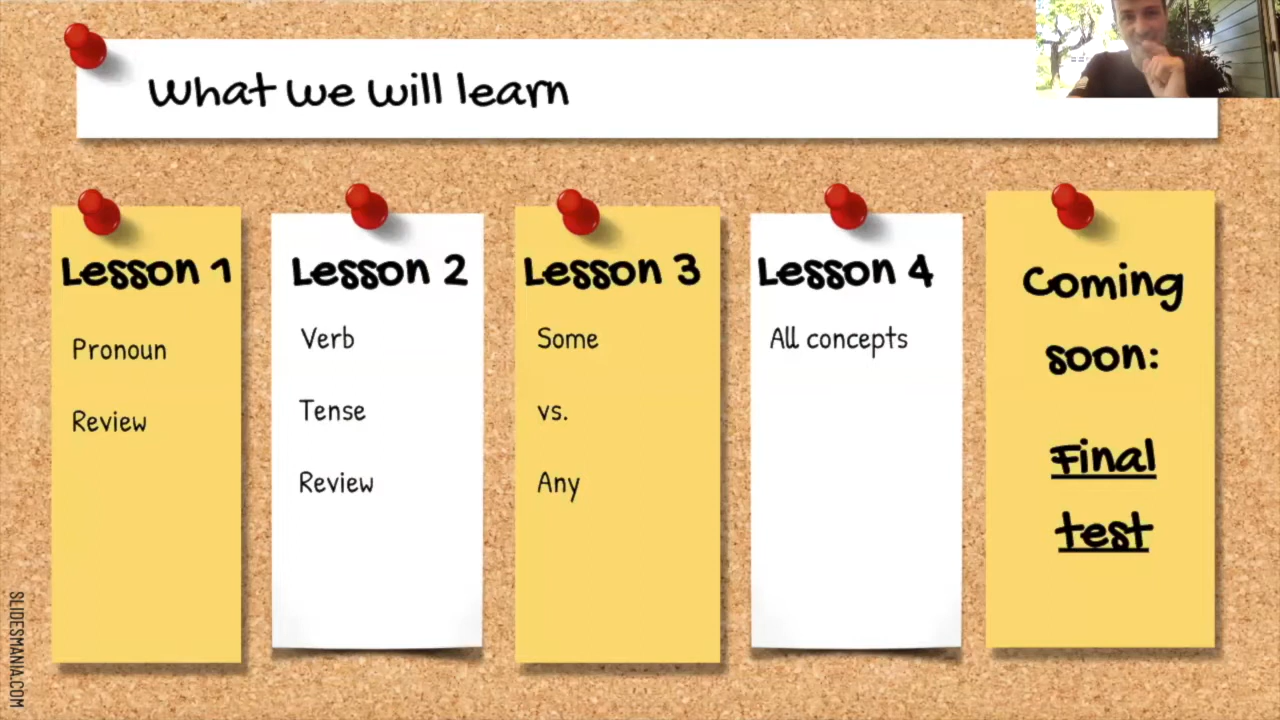 What we will learn
Lesson 1
Pronoun
Review
Lesson 2
Verb
Tense
Review
Lesson 3
Some
vs.
Any
Lesson 4
All concepts
Coming
soon:
Final
test
SLIDESMANIA.COM